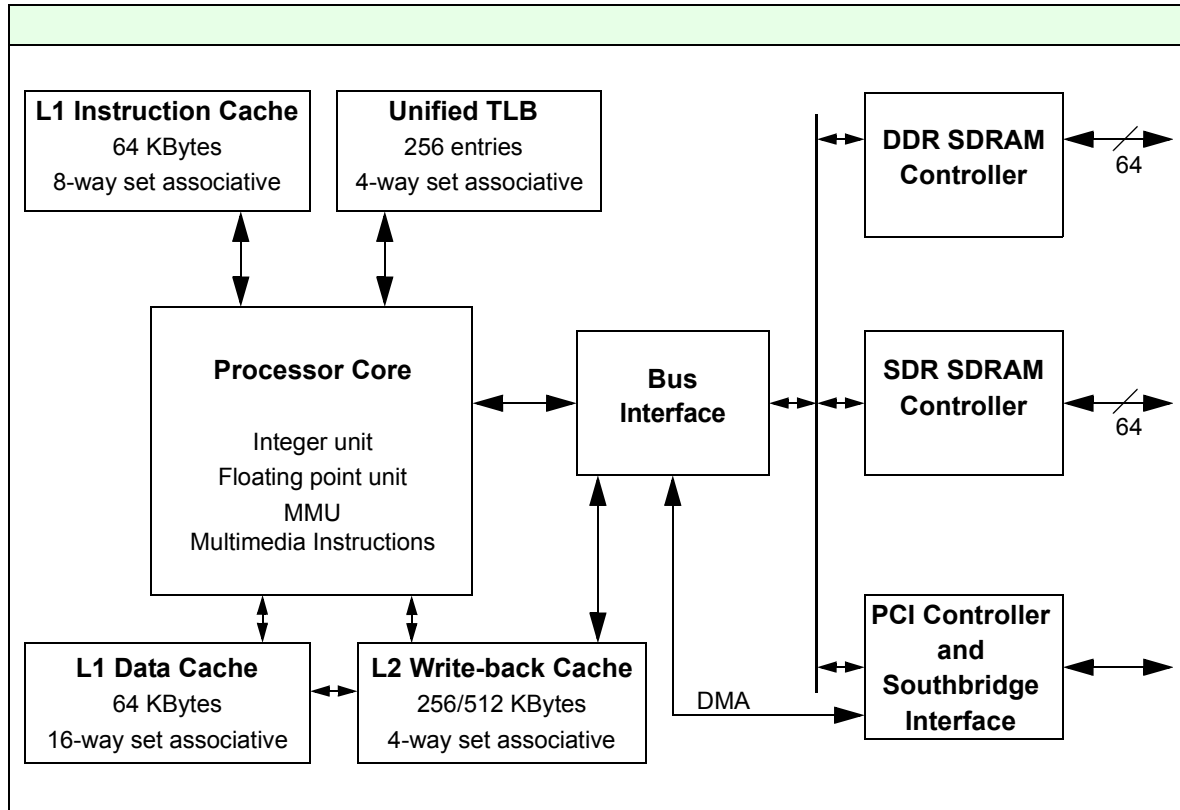 L1 Instruction Cache
64 KBytes
8-way set associative
Unified TLB
256 entries
4-way set associative
DDR SDRAM
Controller
64
Processor Core
Integer unit
Floating point unit
MMU
Multimedia Instructions
Bus
Interface
SDR SDRAM
Controller
64
L1 Data Cache
64 KBytes
16-way set associative
L2 Write-back Cache
256/512 KBytes
4-way set associative
DMA
PCI Controller
and
Southbridge
Interface